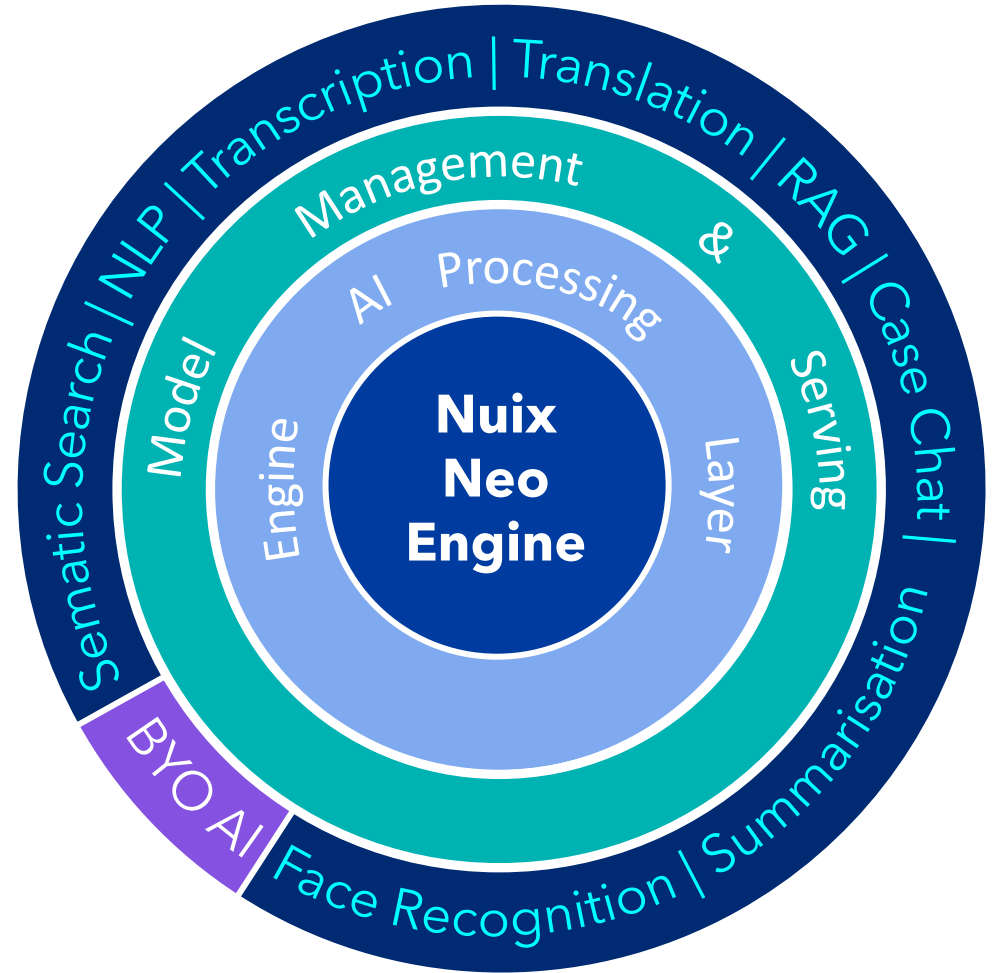 Sematic Search | NLP | Transcription | Translation | RAG | Case Chat |
Summarisation
Face Recognition |
BYO AI
Model Management & Serving
Engine AI Processing Layer
Nuix
Neo
Engine